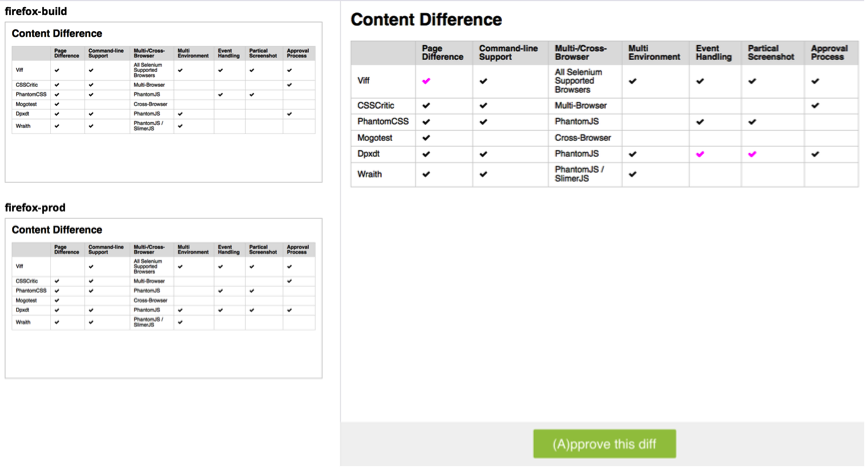 firefox-build
Content Difference
Page Difference Command-line Support Multi-/Cross-Browser Multi Environment Event Handling Partical Screenshot Approval Process
Viff ✔ ✔ All Selenium Supported Browsers ✔ ✔ ✔ ✔
CSSCritic ✔ ✔ Multi-Browser ✔
PhantomCSS ✔ ✔ PhantomJS ✔ ✔
Mogotest ✔ Cross-Browser
Dpxdt ✔ ✔ PhantomJS ✔ ✔
Wraith ✔ ✔ PhantomJS / SlimerJS ✔
firefox-prod
Content Difference
Page Difference Command-line Support Multi-/Cross-Browser Multi Environment Event Handling Partical Screenshot Approval Process
Viff ✔ All Selenium Supported Browsers ✔ ✔ ✔ ✔
CSSCritic ✔ ✔ Multi-Browser ✔
PhantomCSS ✔ ✔ PhantomJS ✔ ✔
Mogotest ✔ Cross-Browser
Dpxdt ✔ ✔ PhantomJS ✔ ✔ ✔ ✔
Wraith ✔ ✔ PhantomJS / SlimerJS ✔
Content Difference
Page Difference Command-line Support Multi-/Cross-Browser Multi Environment Event Handling Partical Screenshot Approval Process
Viff ✔ ✔ All Selenium Supported Browsers ✔ ✔ ✔ ✔
CSSCritic ✔ ✔ Multi-Browser ✔
PhantomCSS ✔ ✔ PhantomJS ✔ ✔
Mogotest ✔ Cross-Browser
Dpxdt ✔ ✔ PhantomJS ✔ ✔ ✔ ✔
Wraith ✔ ✔ PhantomJS / SlimerJS ✔
(A)pprove this diff